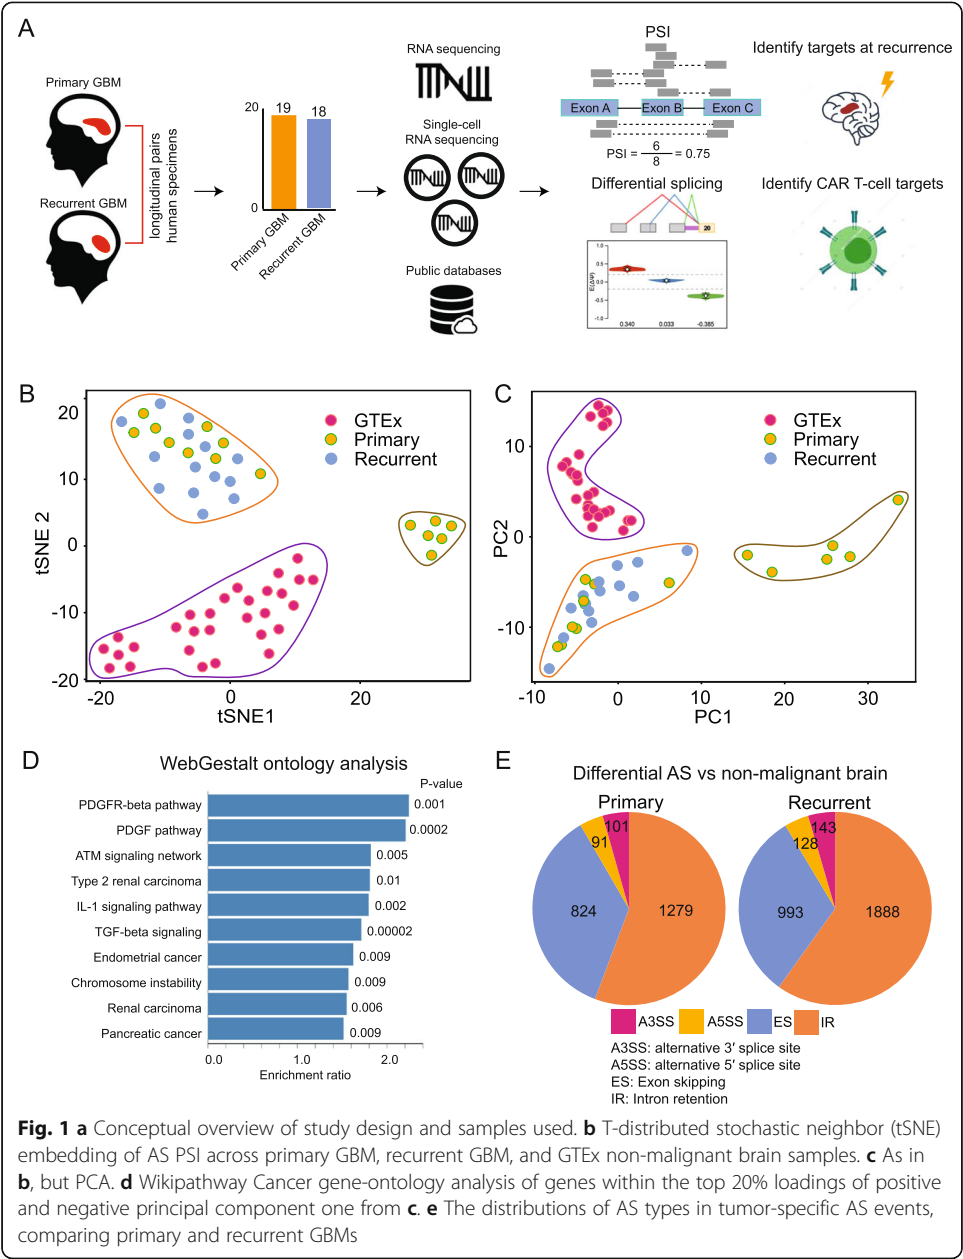 A
Primary GBM
Recurrent GBM
longitudinal pairs
human specimens
20
0
19
18
Primary GBM
Recurrent GBM
RNA sequencing
Single-cell
RNA sequencing
Public databases
PSI
Exon A
Exon B
Exon C
PSI = 6/8 = 0.75
Differential splicing
20
E(ΔΨ)
1.0
0.5
0.0
-0.5
-1.0
0.340
0.033
-0.385
Identify targets at recurrence
Identify CAR T-cell targets
B
tSNE 2
20
10
0
-10
-20
GTEx
Primary
Recurrent
-20
0
20
tSNE1
C
PC2
10
0
-10
GTEx
Primary
Recurrent
-10
0
10
20
30
PC1
D
WebGestalt ontology analysis
P-value
PDGFR-beta pathway 0.001
PDGF pathway 0.0002
ATM signaling network 0.005
Type 2 renal carcinoma 0.01
IL-1 signaling pathway 0.002
TGF-beta signaling 0.00002
Endometrial cancer 0.009
Chromosome instability 0.009
Renal carcinoma 0.006
Pancreatic cancer 0.009
0.0 1.0 2.0
Enrichment ratio
E
Differential AS vs non-malignant brain
Primary
101
91
824
1279
Recurrent
143
128
993
1888
A3SS A5SS ES IR
A3SS: alternative 3′ splice site
A5SS: alternative 5′ splice site
ES: Exon skipping
IR: Intron retention
Fig. 1 a Conceptual overview of study design and samples used. b T-distributed stochastic neighbor (tSNE)
embedding of AS PSI across primary GBM, recurrent GBM, and GTEx non-malignant brain samples. c As in
b, but PCA. d Wikipathway Cancer gene-ontology analysis of genes within the top 20% loadings of positive
and negative principal component one from c. e The distributions of AS types in tumor-specific AS events,
comparing primary and recurrent GBMs